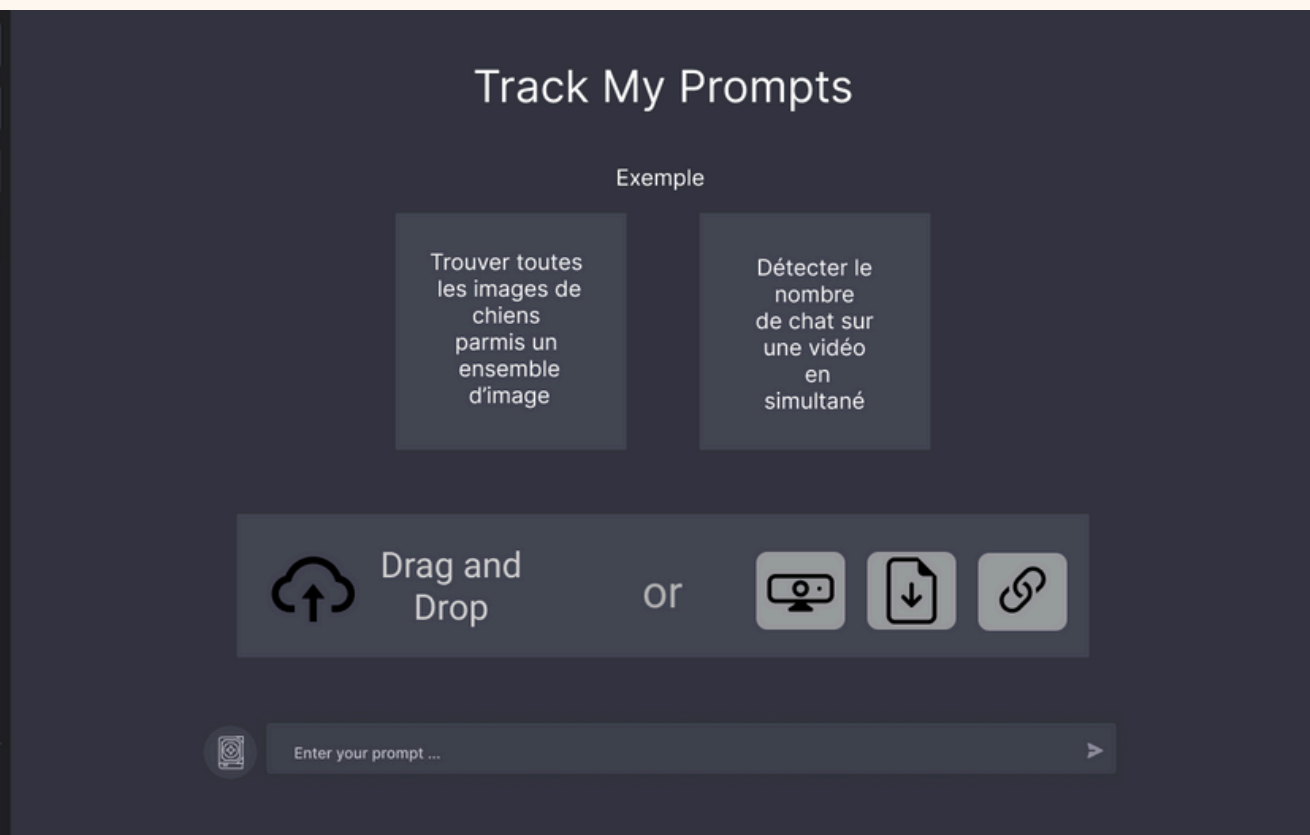 Track My Prompts
Exemple
Trouver toutes
les images de
chiens
parmis un
ensemble
d'image
Détecter le
nombre
de chat sur
une vidéo
en
simultané
Drag and
Drop
or
Enter your prompt ...